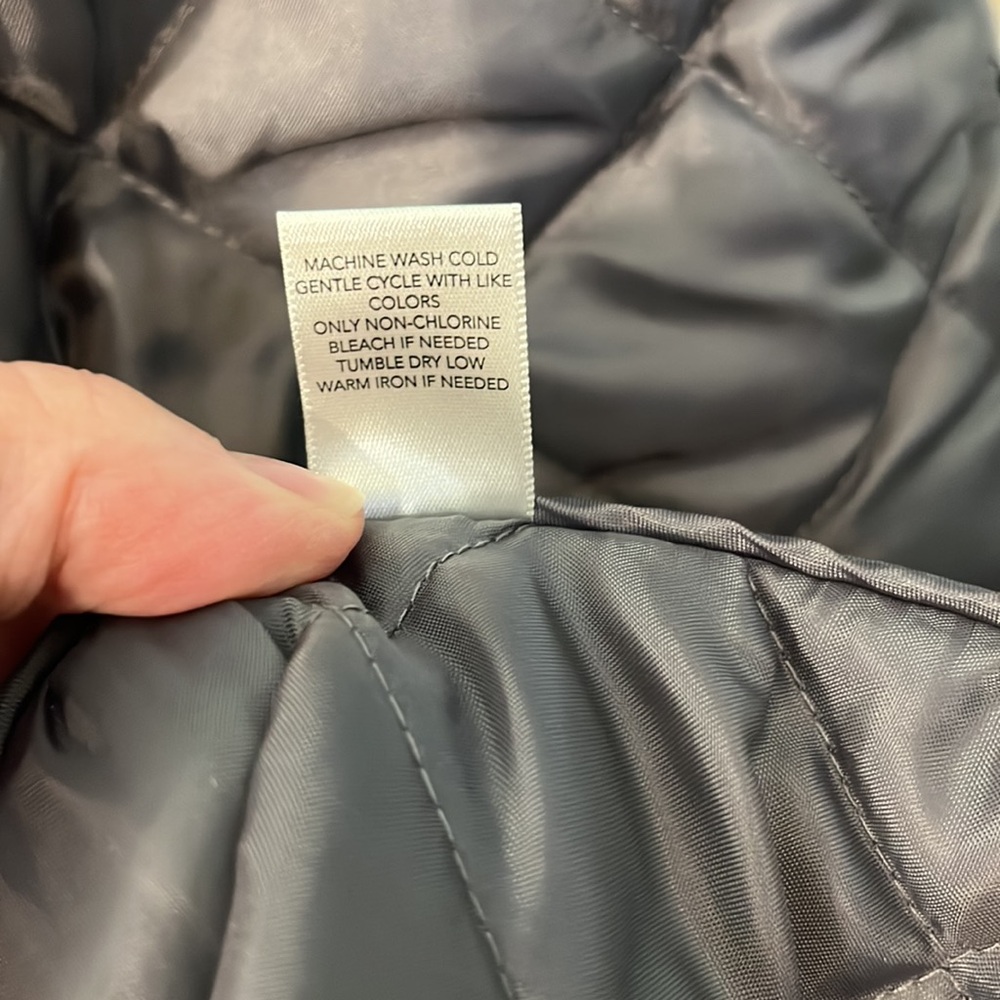 MACHINE WASH COLD
GENTLE CYCLE WITH LIKE
COLORS
ONLY NON-CHLORINE
BLEACH IF NEEDED
TUMBLE DRY LOW
WARM IRON IF NEEDED